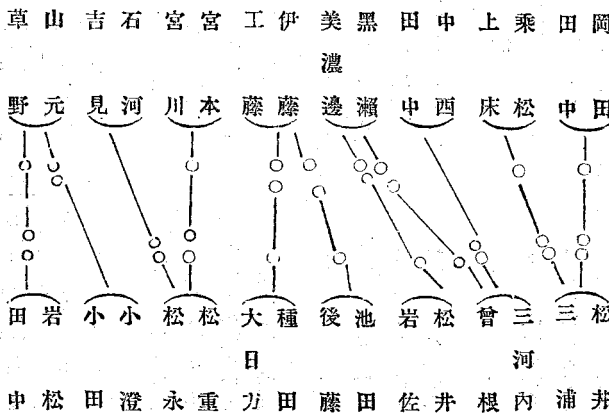 岡田
田中
乘松
上床
中西
田中
黑瀨
美濃邊
伊藤
工藤
宮本
宮川
石河
吉見
山元
草野
松井
三浦
三河内
曾根
松井
岩佐
池田
後藤
種田
大日方
松重
松永
小澄
小田
岩松
田中